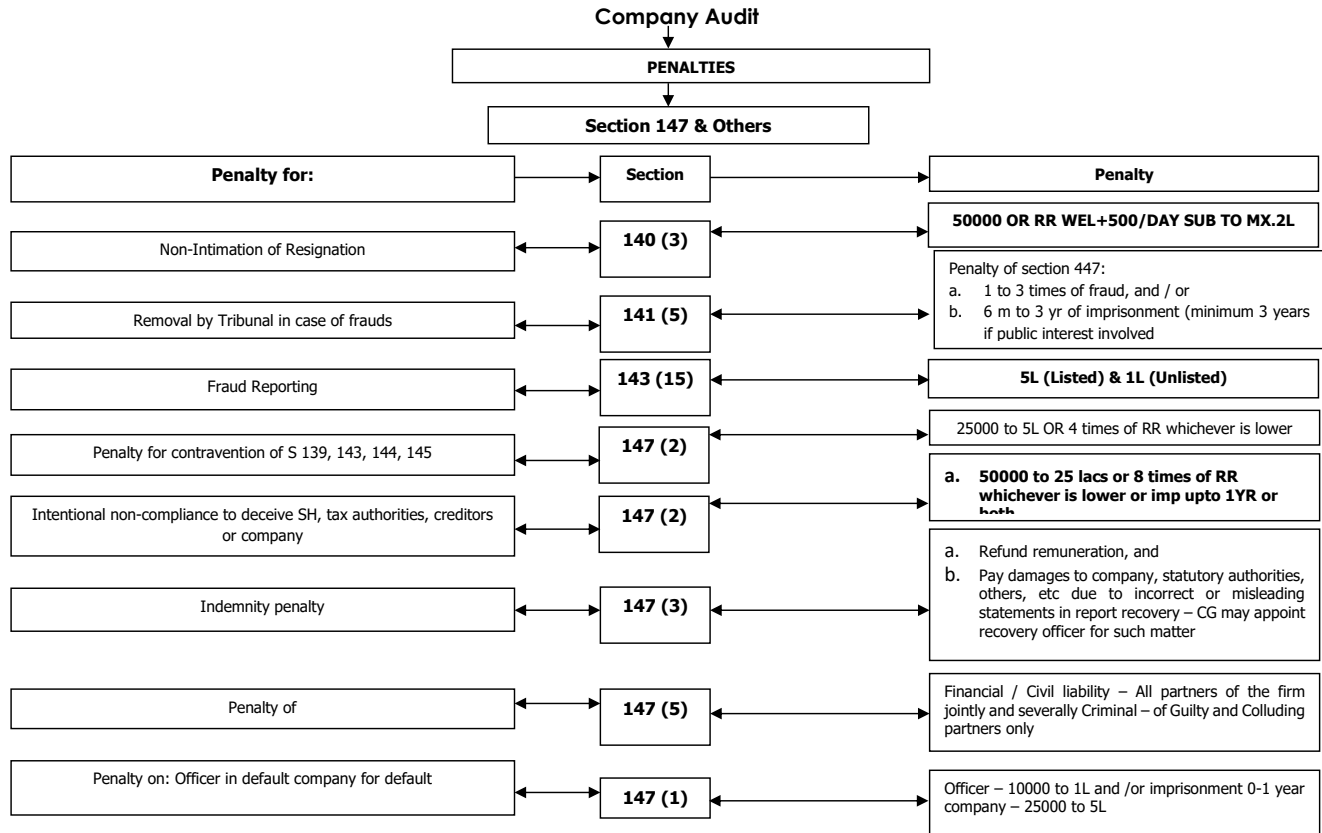 Company Audit
PENALTIES
Section 147 & Others
Penalty for:
Section
Penalty
Non-Intimation of Resignation
140 (3)
50000 OR RR WEL+500/DAY SUB TO MX.2L
Removal by Tribunal in case of frauds
141 (5)
Penalty of section 447:
a. 1 to 3 times of fraud, and / or
b. 6 m to 3 yr of imprisonment (minimum 3 years
if public interest involved
Fraud Reporting
143 (15)
5L (Listed) & 1L (Unlisted)
Penalty for contravention of S 139, 143, 144, 145
147 (2)
25000 to 5L OR 4 times of RR whichever is lower
Intentional non-compliance to deceive SH, tax authorities, creditors
or company
147 (2)
a. 50000 to 25 lacs or 8 times of RR
whichever is lower or imp upto 1YR or
both
Indemnity penalty
147 (3)
a. Refund remuneration, and
b. Pay damages to company, statutory authorities,
others, etc due to incorrect or misleading
statements in report recovery – CG may appoint
recovery officer for such matter
Penalty of
147 (5)
Financial / Civil liability – All partners of the firm
jointly and severally Criminal – of Guilty and Colluding
partners only
Penalty on: Officer in default company for default
147 (1)
Officer – 10000 to 1L and /or imprisonment 0-1 year
company – 25000 to 5L